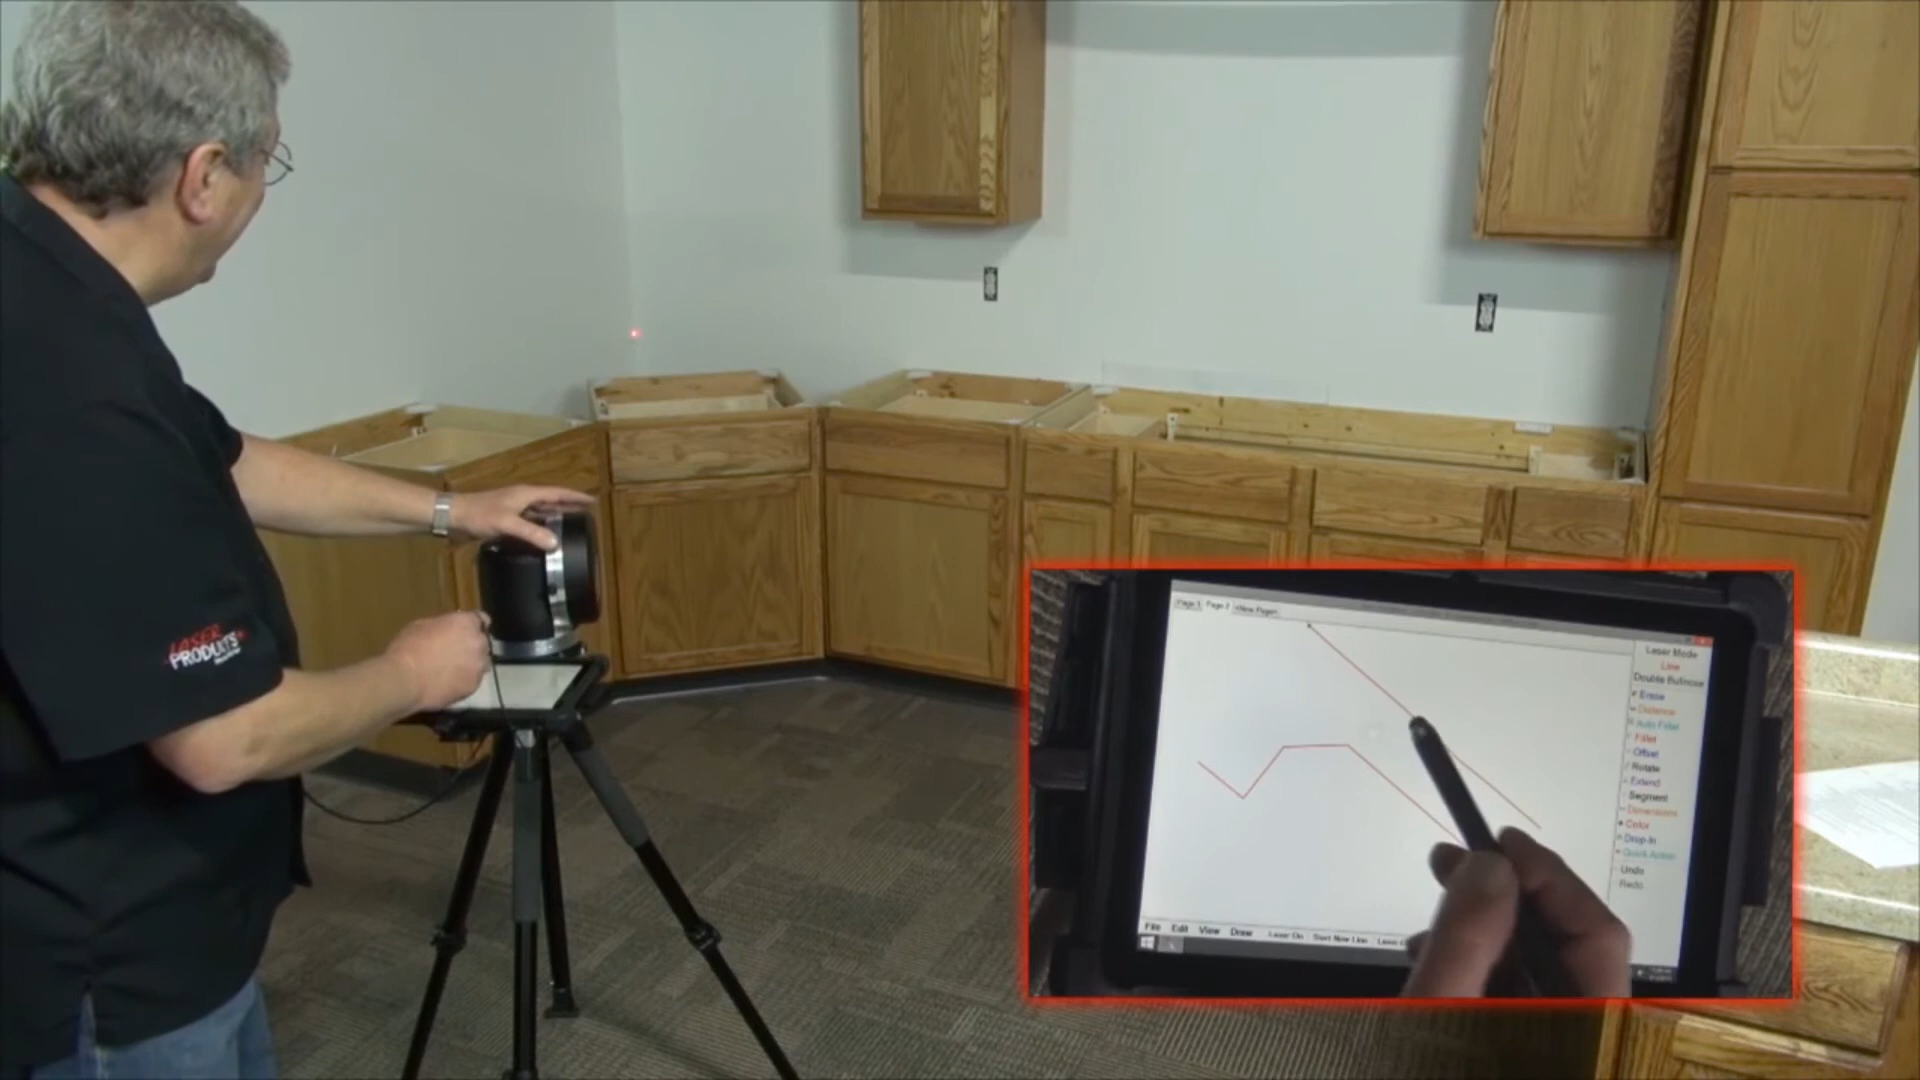 LASER
PRODUCTS
Page 1 Page 2 <New Page>
Laser Mode
Line
Double Bullnose
Erase
Distance
Auto Fillet
Fillet
Offset
Rotate
Extend
Segment
Dimensions
Color
Drop-In
Quick Action
Undo
Redo
File Edit View Draw Laser On Start New Line